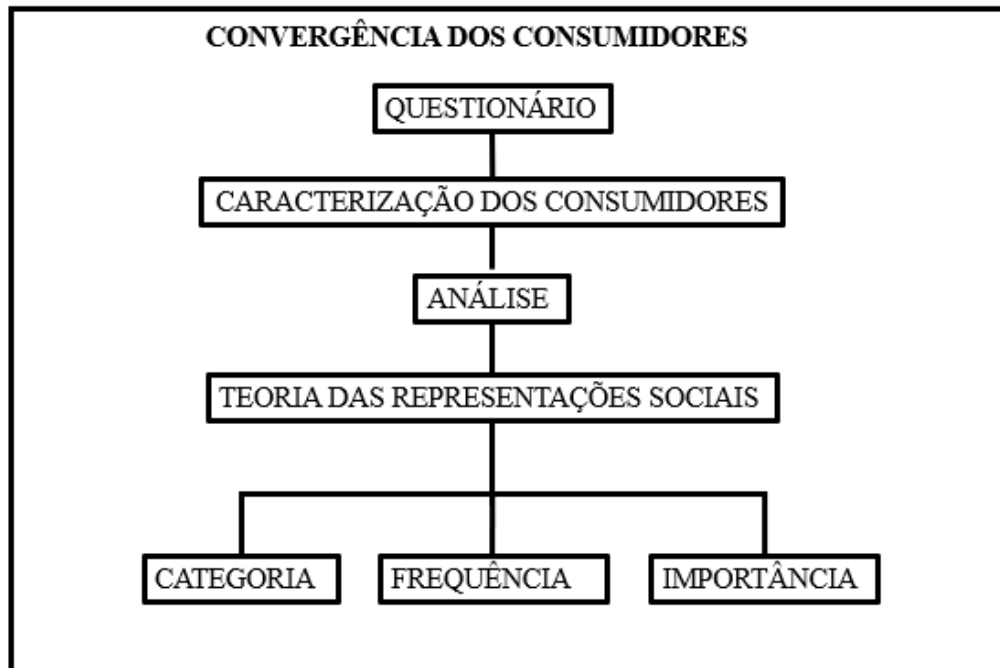 CONVERGÊNCIA DOS CONSUMIDORES
QUESTIONÁRIO
CARACTERIZAÇÃO DOS CONSUMIDORES
ANÁLISE
TEORIA DAS REPRESENTAÇÕES SOCIAIS
CATEGORIA
FREQUÊNCIA
IMPORTÂNCIA